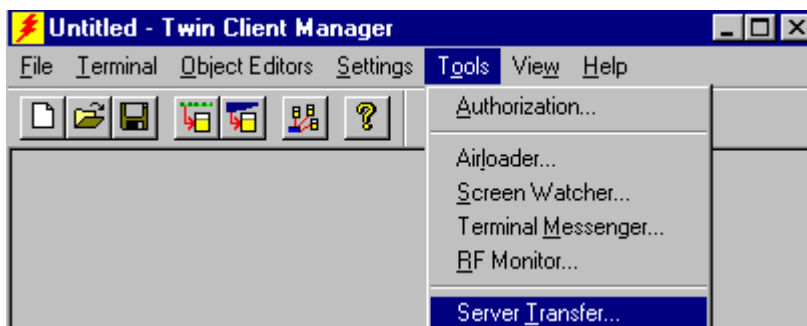 Untitled - Twin Client Manager
File Terminal Object Editors Settings Tools View Help
Authorization...
Airloader...
Screen Watcher...
Terminal Messenger...
RF Monitor...
Server Transfer...